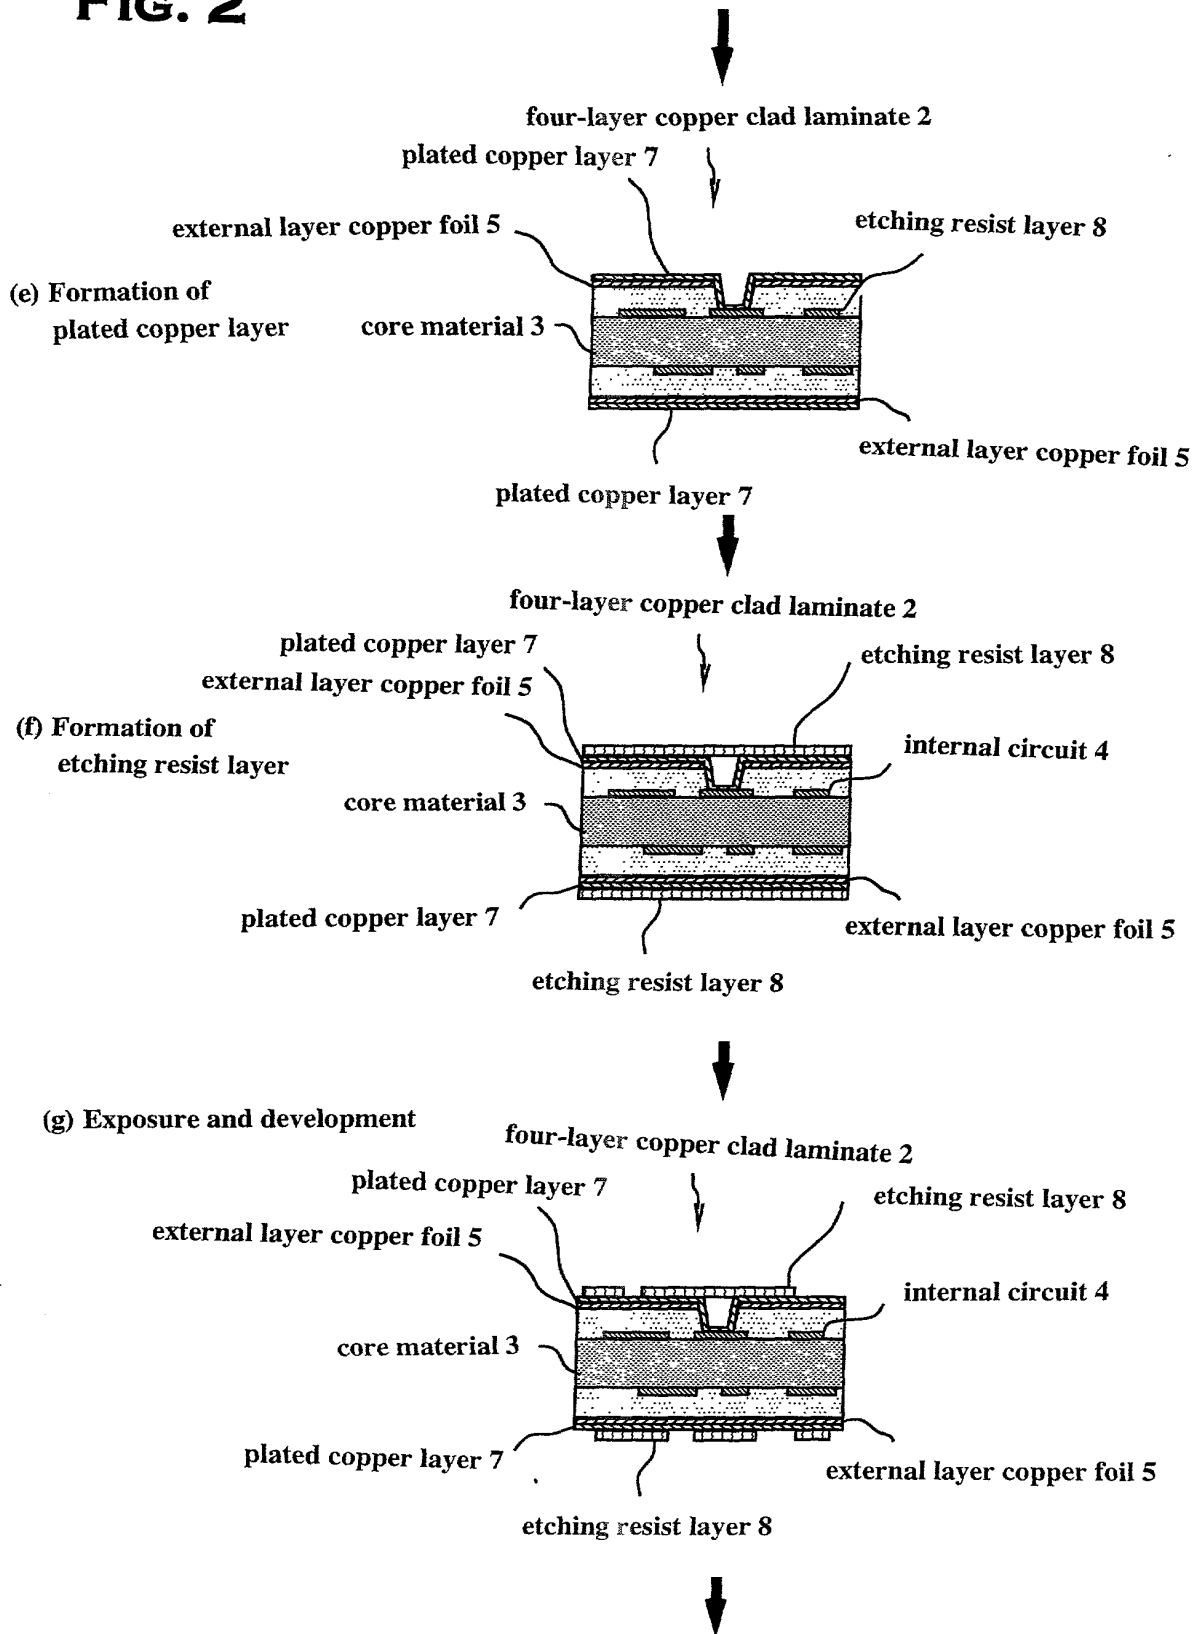 FIG. 2
four-layer copper clad laminate 2
plated copper layer 7
external layer copper foil 5
etching resist layer 8
(e) Formation of
plated copper layer
core material 3
external layer copper foil 5
plated copper layer 7
four-layer copper clad laminate 2
plated copper layer 7
etching resist layer 8
external layer copper foil 5
(f) Formation of
etching resist layer
internal circuit 4
core material 3
plated copper layer 7
external layer copper foil 5
etching resist layer 8
(g) Exposure and development
four-layer copper clad laminate 2
plated copper layer 7
etching resist layer 8
external layer copper foil 5
internal circuit 4
core material 3
plated copper layer 7
external layer copper foil 5
etching resist layer 8